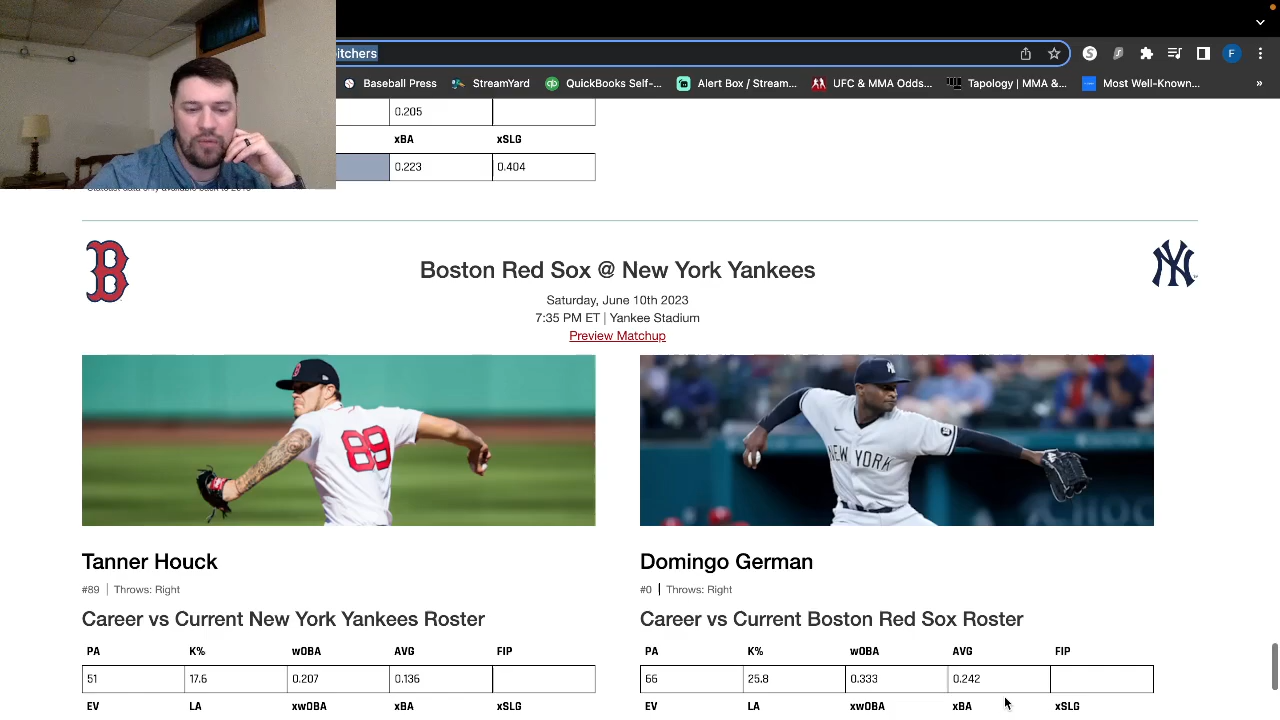 itchers
Baseball Press
StreamYard
QuickBooks Self-...
Alert Box / Stream...
UFC & MMA Odds...
Tapology | MMA &...
Most Well-Known...
»
F
0.205
xBA xSLG
0.223 0.404
B
Boston Red Sox @ New York Yankees
NY
Saturday, June 10th 2023
7:35 PM ET | Yankee Stadium
Preview Matchup
89
NEW YORK
Tanner Houck
#89 | Throws: Right
Career vs Current New York Yankees Roster
PA K% wOBA AVG FIP
51 17.6 0.207 0.136
EV LA xwOBA xBA xSLG
Domingo German
#0 | Throws: Right
Career vs Current Boston Red Sox Roster
PA K% wOBA AVG FIP
66 25.8 0.333 0.242
EV LA xwOBA xBA xSLG